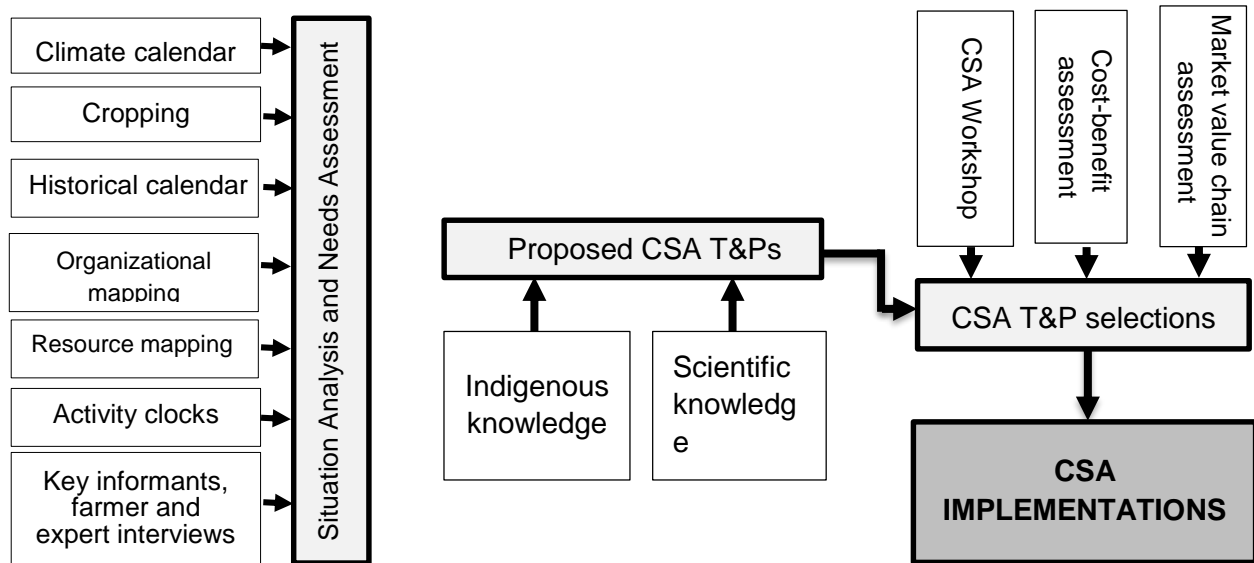 Climate calendar
Cropping
Historical calendar
Organizational
mapping
Resource mapping
Activity clocks
Key informants,
farmer and
expert interviews
Situation Analysis and Needs Assessment
Proposed CSA T&Ps
Indigenous
knowledge
Scientific
knowledg
e
CSA Workshop
Cost-benefit
assessment
Market value chain
assessment
CSA T&P selections
CSA
IMPLEMENTATIONS